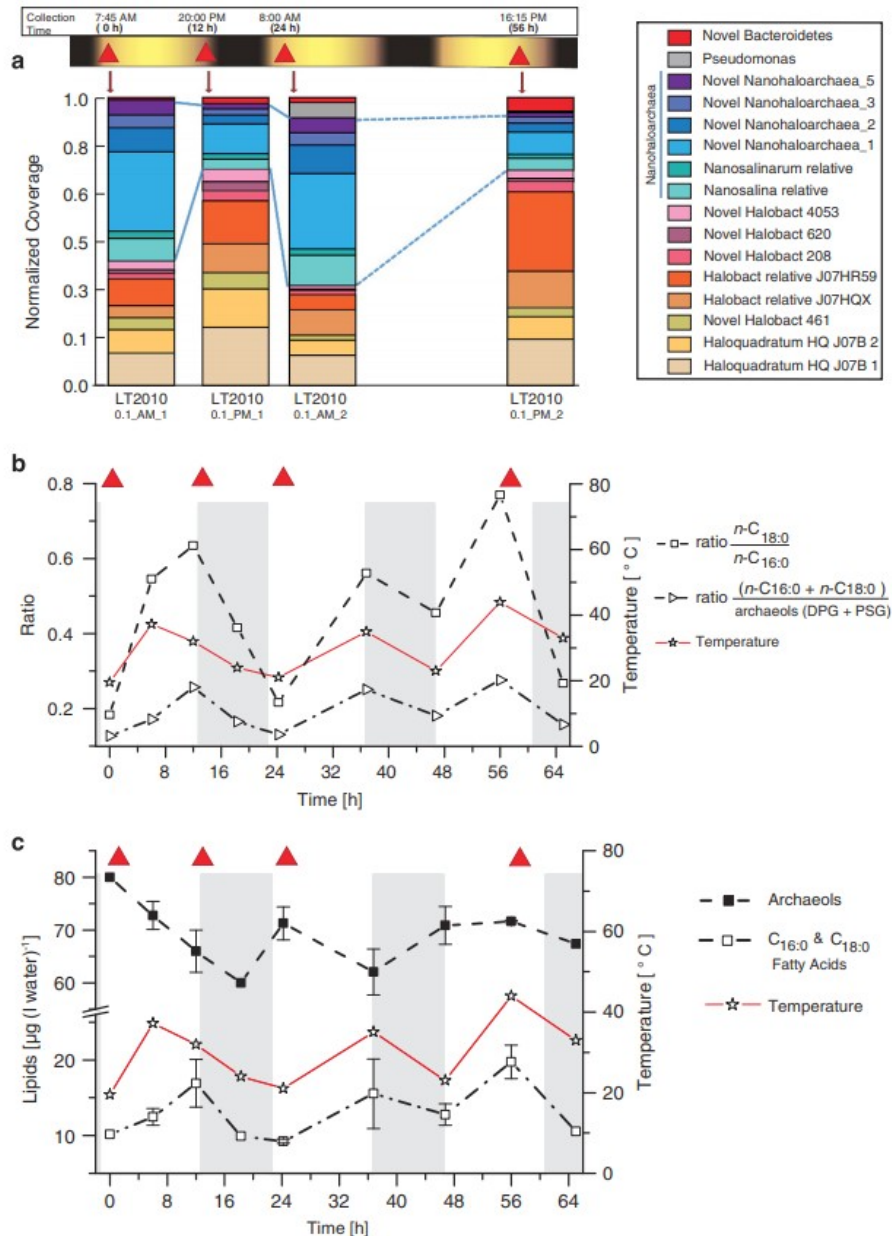 Collection Time 7:45 AM 20:00 PM 8:00 AM 16:15 PM
( 0 h) (12 h) (24 h) (56 h)
a
Normalized Coverage
1.0
0.8
0.6
0.5
0.3
0.1
0.0
LT2010 LT2010 LT2010 LT2010
0.1_AM_1 0.1_PM_1 0.1_AM_2 0.1_PM_2
Novel Bacteroidetes
Pseudomonas
Nanohaloarchaea
Novel Nanohaloarchaea_5
Novel Nanohaloarchaea_3
Novel Nanohaloarchaea_2
Novel Nanohaloarchaea_1
Nanosalinarum relative
Nanosalina relative
Novel Halobact 4053
Novel Halobact 620
Novel Halobact 208
Halobact relative J07HR59
Halobact relative J07HQX
Novel Halobact 461
Haloquadratum HQ J07B 2
Haloquadratum HQ J07B 1
b
Ratio
0.8
0.6
0.4
0.2
0 8 16 24 32 40 48 56 64
Time [h]
80
60
40
20
0
Temperature [ ° C]
ratio n-C18:0
n-C16:0
ratio (n-C16:0 + n-C18:0 )
archaeols (DPG + PSG)
Temperature
c
Lipids [µg (l water)⁻¹]
80
70
60
20
10
0 8 16 24 32 40 48 56 64
Time [h]
80
60
40
20
0
Temperature [ ° C]
Archaeols
C16:0 & C18:0
Fatty Acids
Temperature